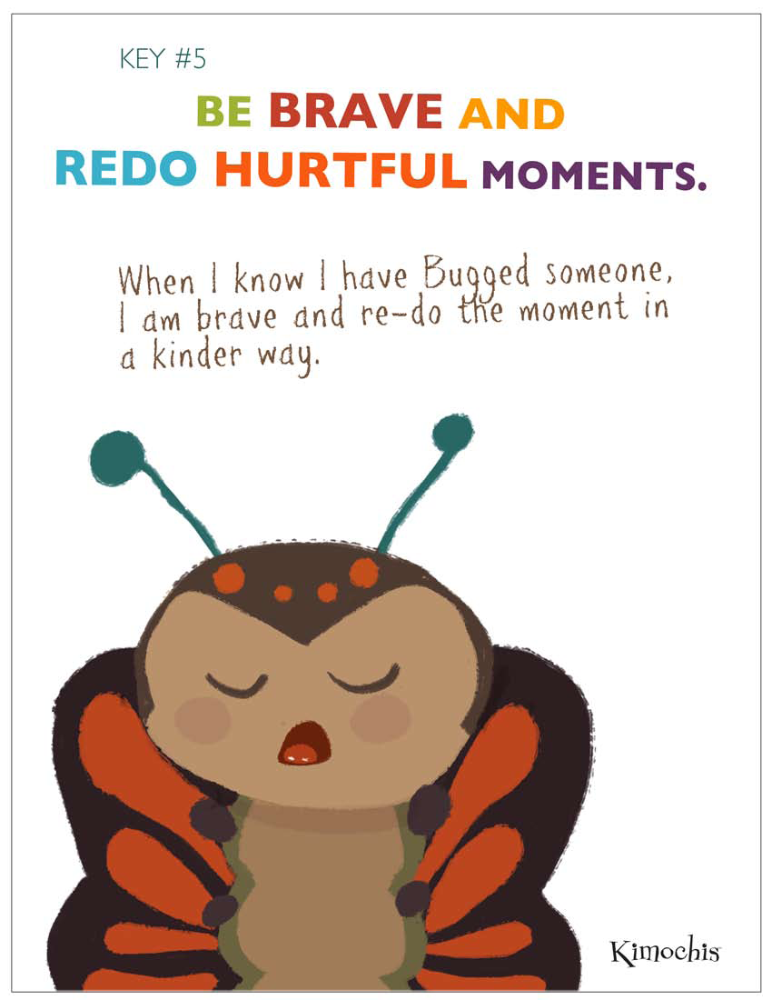 KEY #5
BE BRAVE AND
REDO HURTFUL MOMENTS.
When I know I have Bugged someone,
I am brave and re-do the moment in
a kinder way.
Kimochis